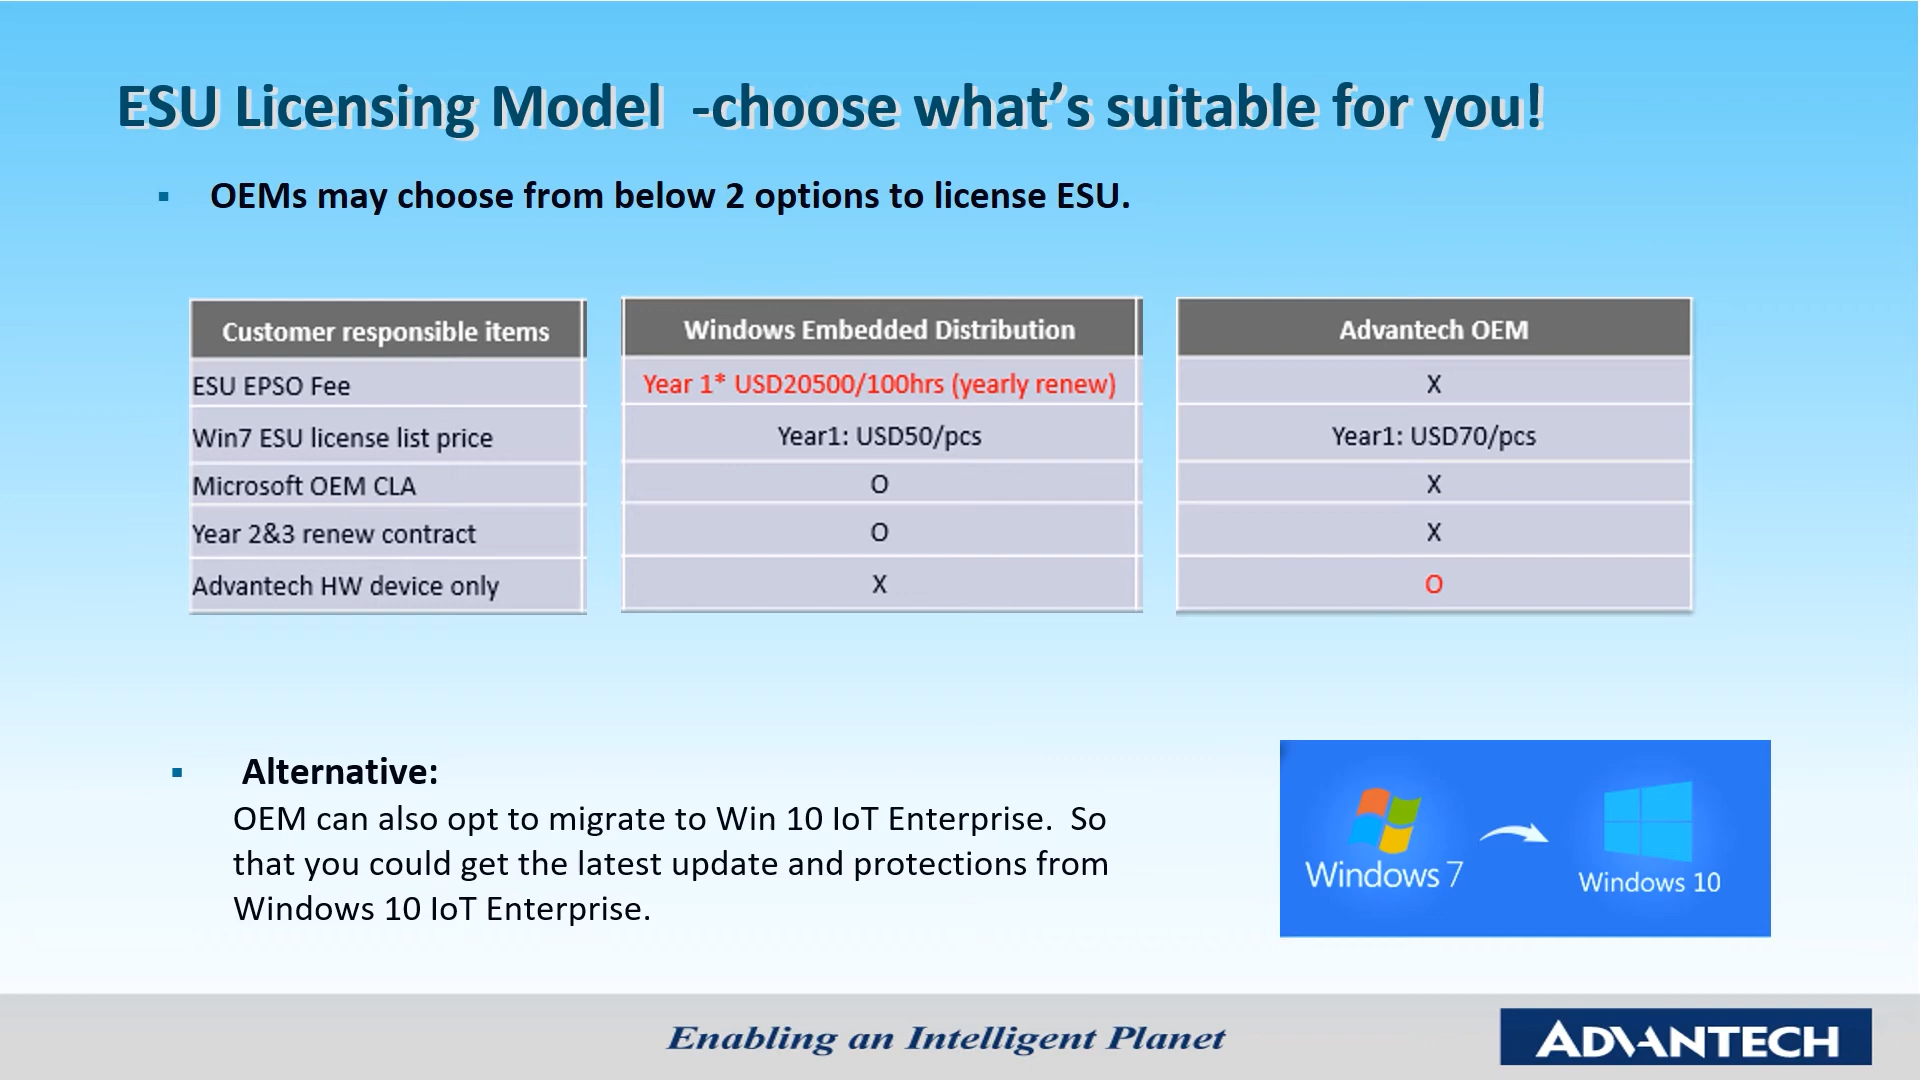 ESU Licensing Model -choose what's suitable for you!
▪ OEMs may choose from below 2 options to license ESU.
Customer responsible items Windows Embedded Distribution Advantech OEM
ESU EPSO Fee Year 1* USD20500/100hrs (yearly renew) X
Win7 ESU license list price Year1: USD50/pcs Year1: USD70/pcs
Microsoft OEM CLA O X
Year 2&3 renew contract O X
Advantech HW device only X O
▪ Alternative:
OEM can also opt to migrate to Win 10 IoT Enterprise. So
that you could get the latest update and protections from
Windows 10 IoT Enterprise.
Windows 7
Windows 10
Enabling an Intelligent Planet
ADVANTECH